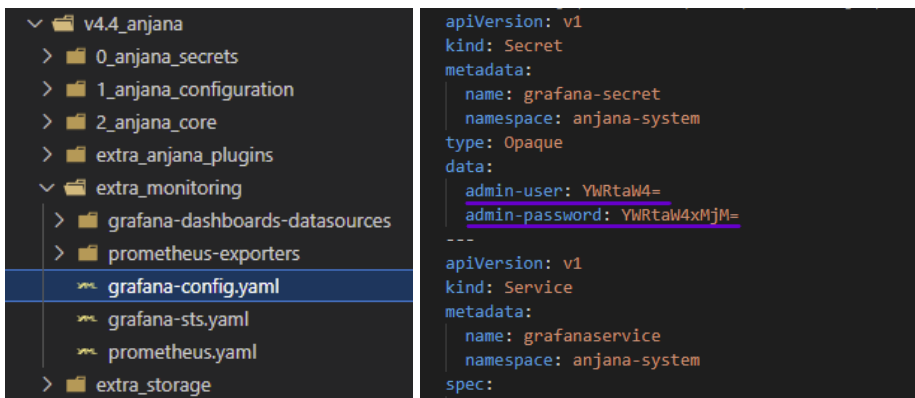 v4.4_anjana
0_anjana_secrets
1_anjana_configuration
2_anjana_core
extra_anjana_plugins
extra_monitoring
grafana-dashboards-datasources
prometheus-exporters
grafana-config.yaml
grafana-sts.yaml
prometheus.yaml
extra_storage
apiVersion: v1
kind: Secret
metadata:
  name: grafana-secret
  namespace: anjana-system
type: Opaque
data:
  admin-user: YWRtaW4=
  admin-password: YWRtaW4xMjM=
---
apiVersion: v1
kind: Service
metadata:
  name: grafanaservice
  namespace: anjana-system
spec: